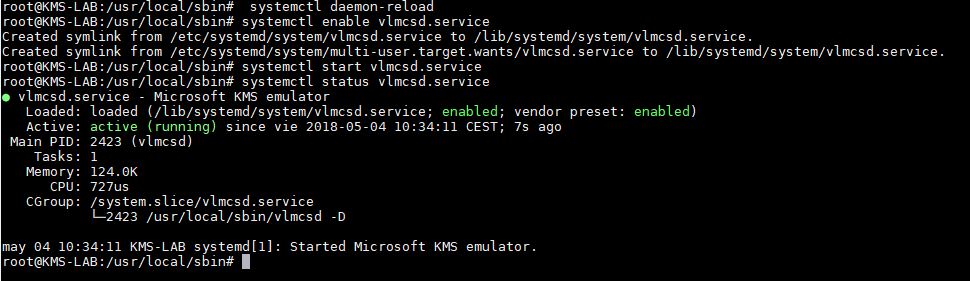 root@KMS-LAB:/usr/local/sbin#  systemctl daemon-reload
root@KMS-LAB:/usr/local/sbin# systemctl enable vlmcsd.service
Created symlink from /etc/systemd/system/vlmcsd.service to /lib/systemd/system/vlmcsd.service.
Created symlink from /etc/systemd/system/multi-user.target.wants/vlmcsd.service to /lib/systemd/system/vlmcsd.service.
root@KMS-LAB:/usr/local/sbin# systemctl start vlmcsd.service
root@KMS-LAB:/usr/local/sbin# systemctl status vlmcsd.service
● vlmcsd.service - Microsoft KMS emulator
   Loaded: loaded (/lib/systemd/system/vlmcsd.service; enabled; vendor preset: enabled)
   Active: active (running) since vie 2018-05-04 10:34:11 CEST; 7s ago
 Main PID: 2423 (vlmcsd)
    Tasks: 1
   Memory: 124.0K
      CPU: 727us
   CGroup: /system.slice/vlmcsd.service
           └─2423 /usr/local/sbin/vlmcsd -D

may 04 10:34:11 KMS-LAB systemd[1]: Started Microsoft KMS emulator.
root@KMS-LAB:/usr/local/sbin#